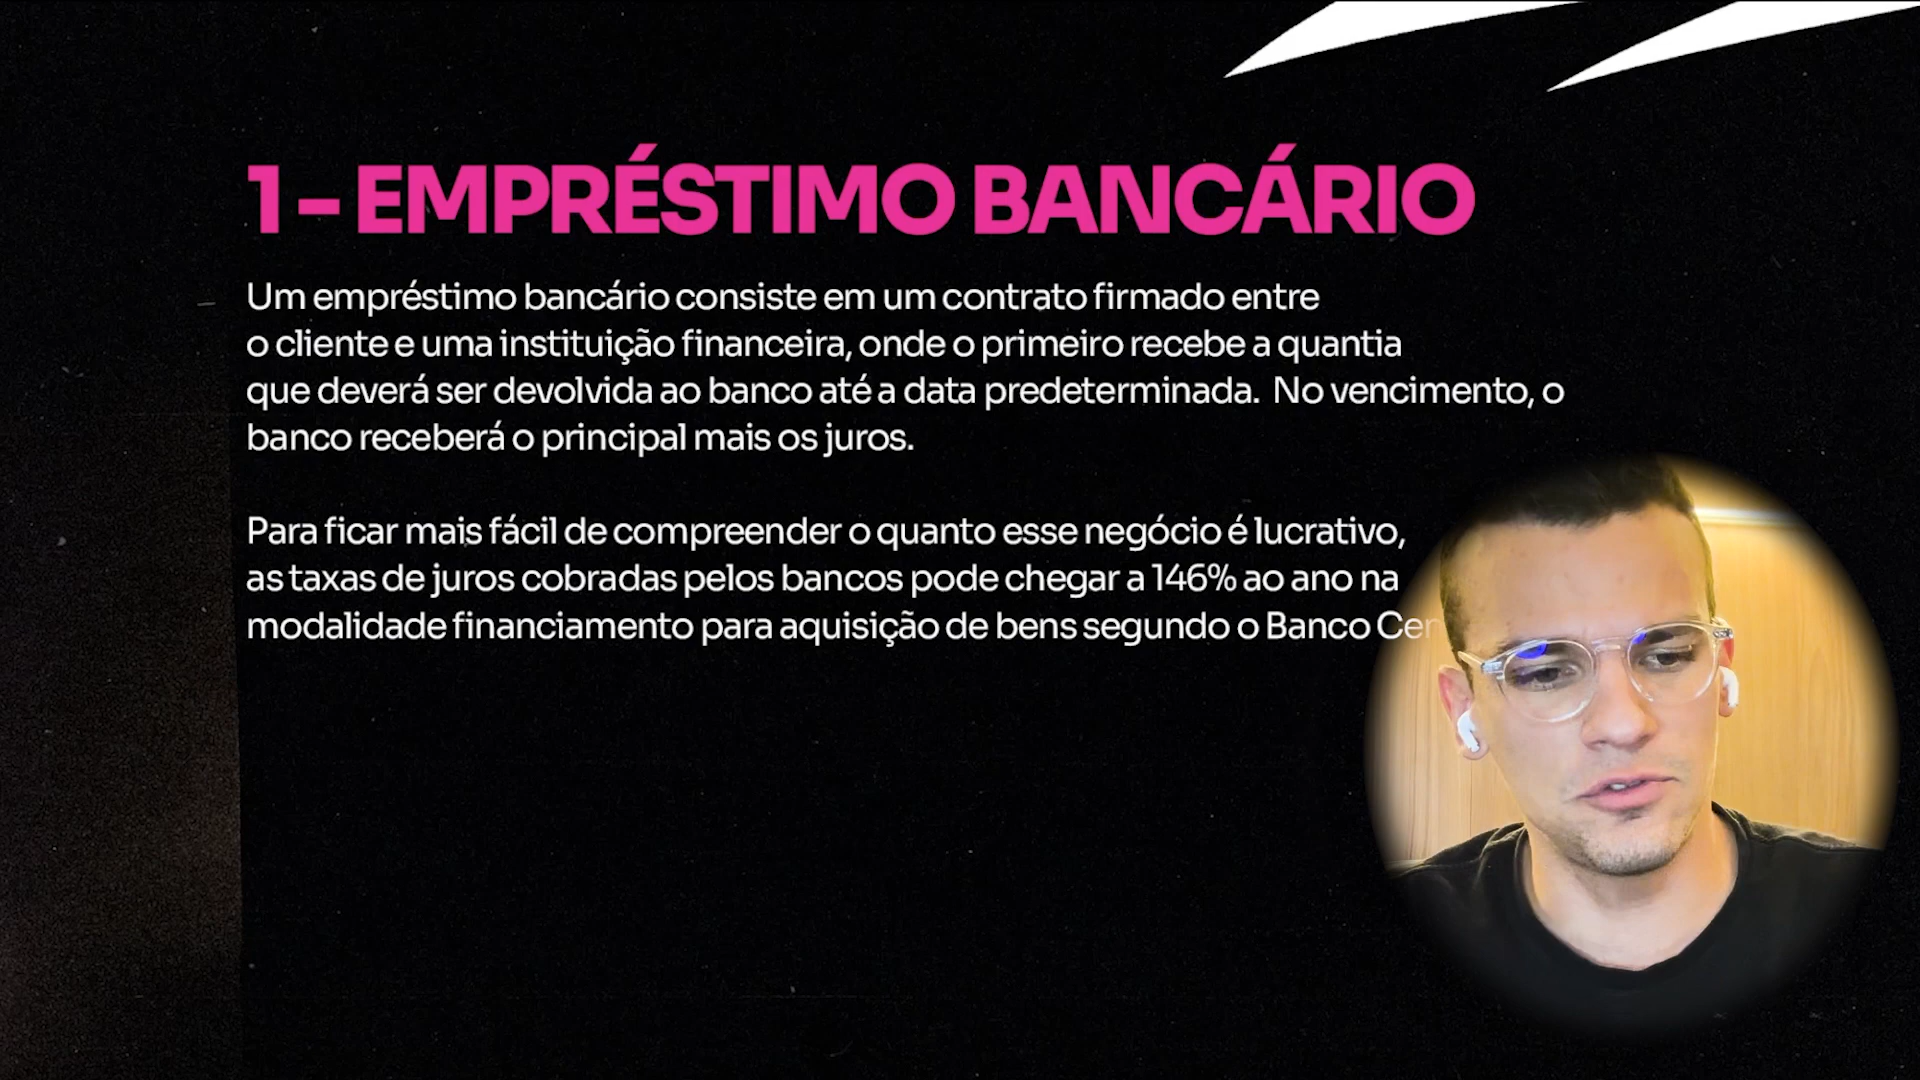 1 - EMPRÉSTIMO BANCÁRIO
Um empréstimo bancário consiste em um contrato firmado entre
o cliente e uma instituição financeira, onde o primeiro recebe a quantia
que deverá ser devolvida ao banco até a data predeterminada. No vencimento, o
banco receberá o principal mais os juros.
Para ficar mais fácil de compreender o quanto esse negócio é lucrativo,
as taxas de juros cobradas pelos bancos pode chegar a 146% ao ano na
modalidade financiamento para aquisição de bens segundo o Banco